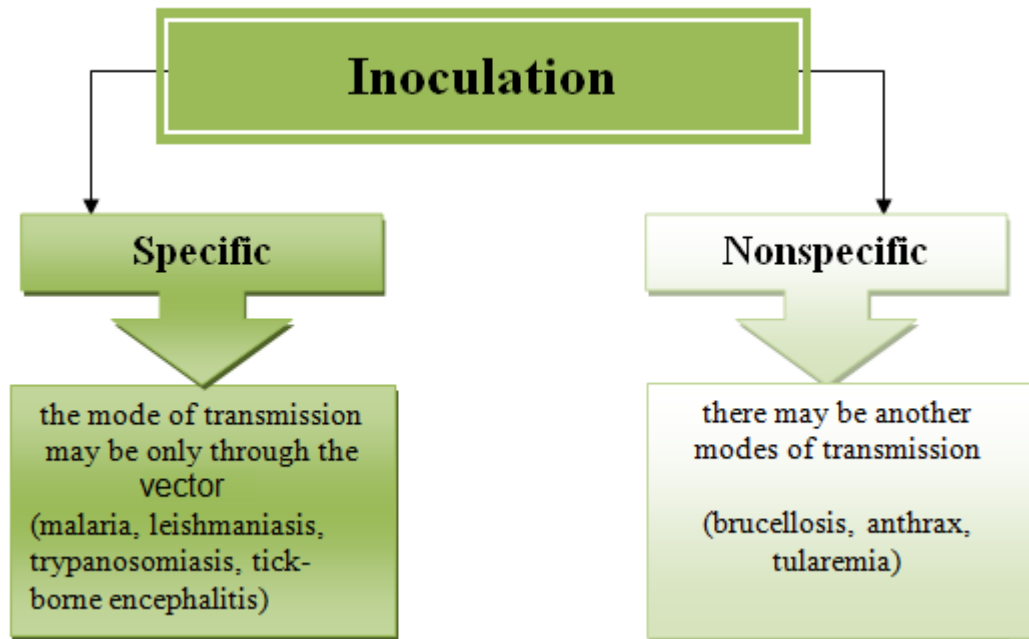 Inoculation
Specific
Nonspecific
the mode of transmission
may be only through the
vector
(malaria, leishmaniasis,
trypanosomiasis, tick-
borne encephalitis)
there may be another
modes of transmission
(brucellosis, anthrax,
tularemia)